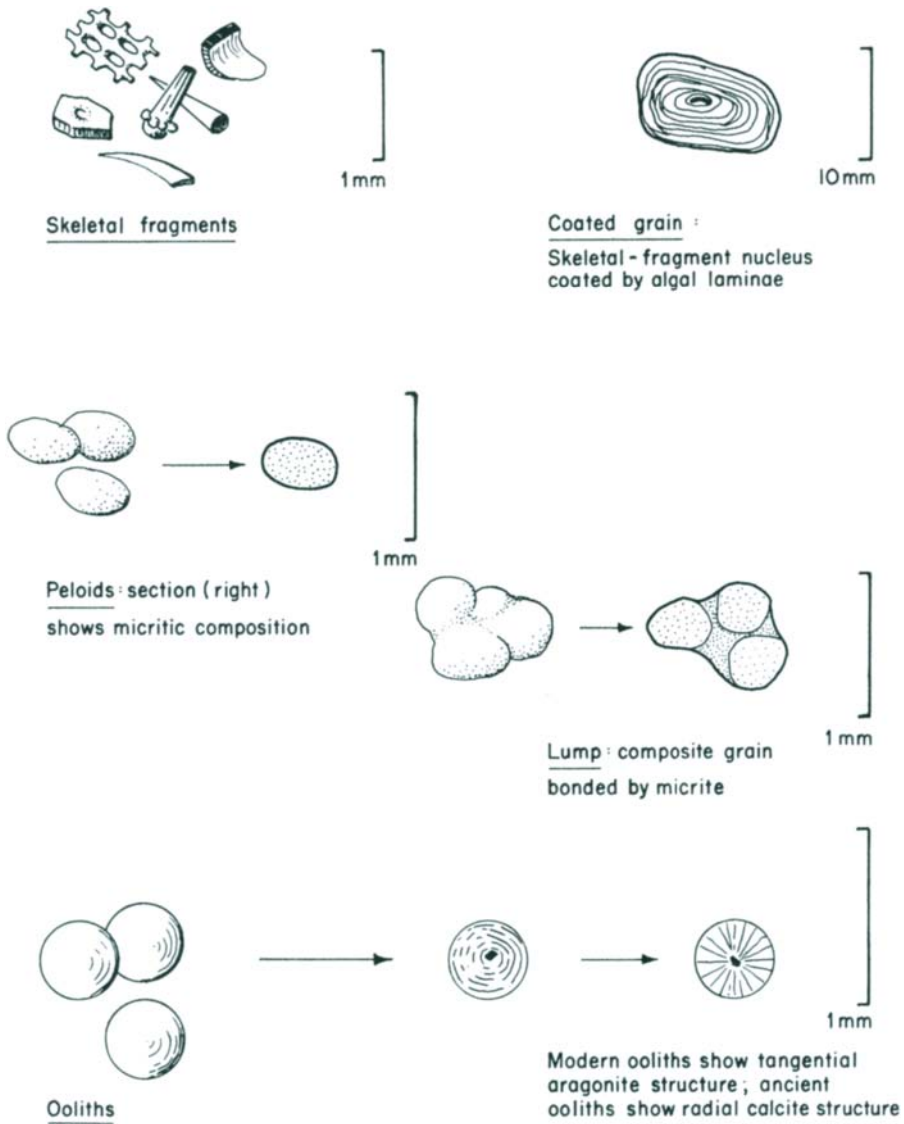 1mm
Skeletal fragments
10mm
Coated grain :
Skeletal-fragment nucleus
coated by algal laminae
1mm
Peloids: section (right)
shows micritic composition
1mm
Lump: composite grain
bonded by micrite
1mm
Modern ooliths show tangential
aragonite structure; ancient
ooliths show radial calcite structure
Ooliths